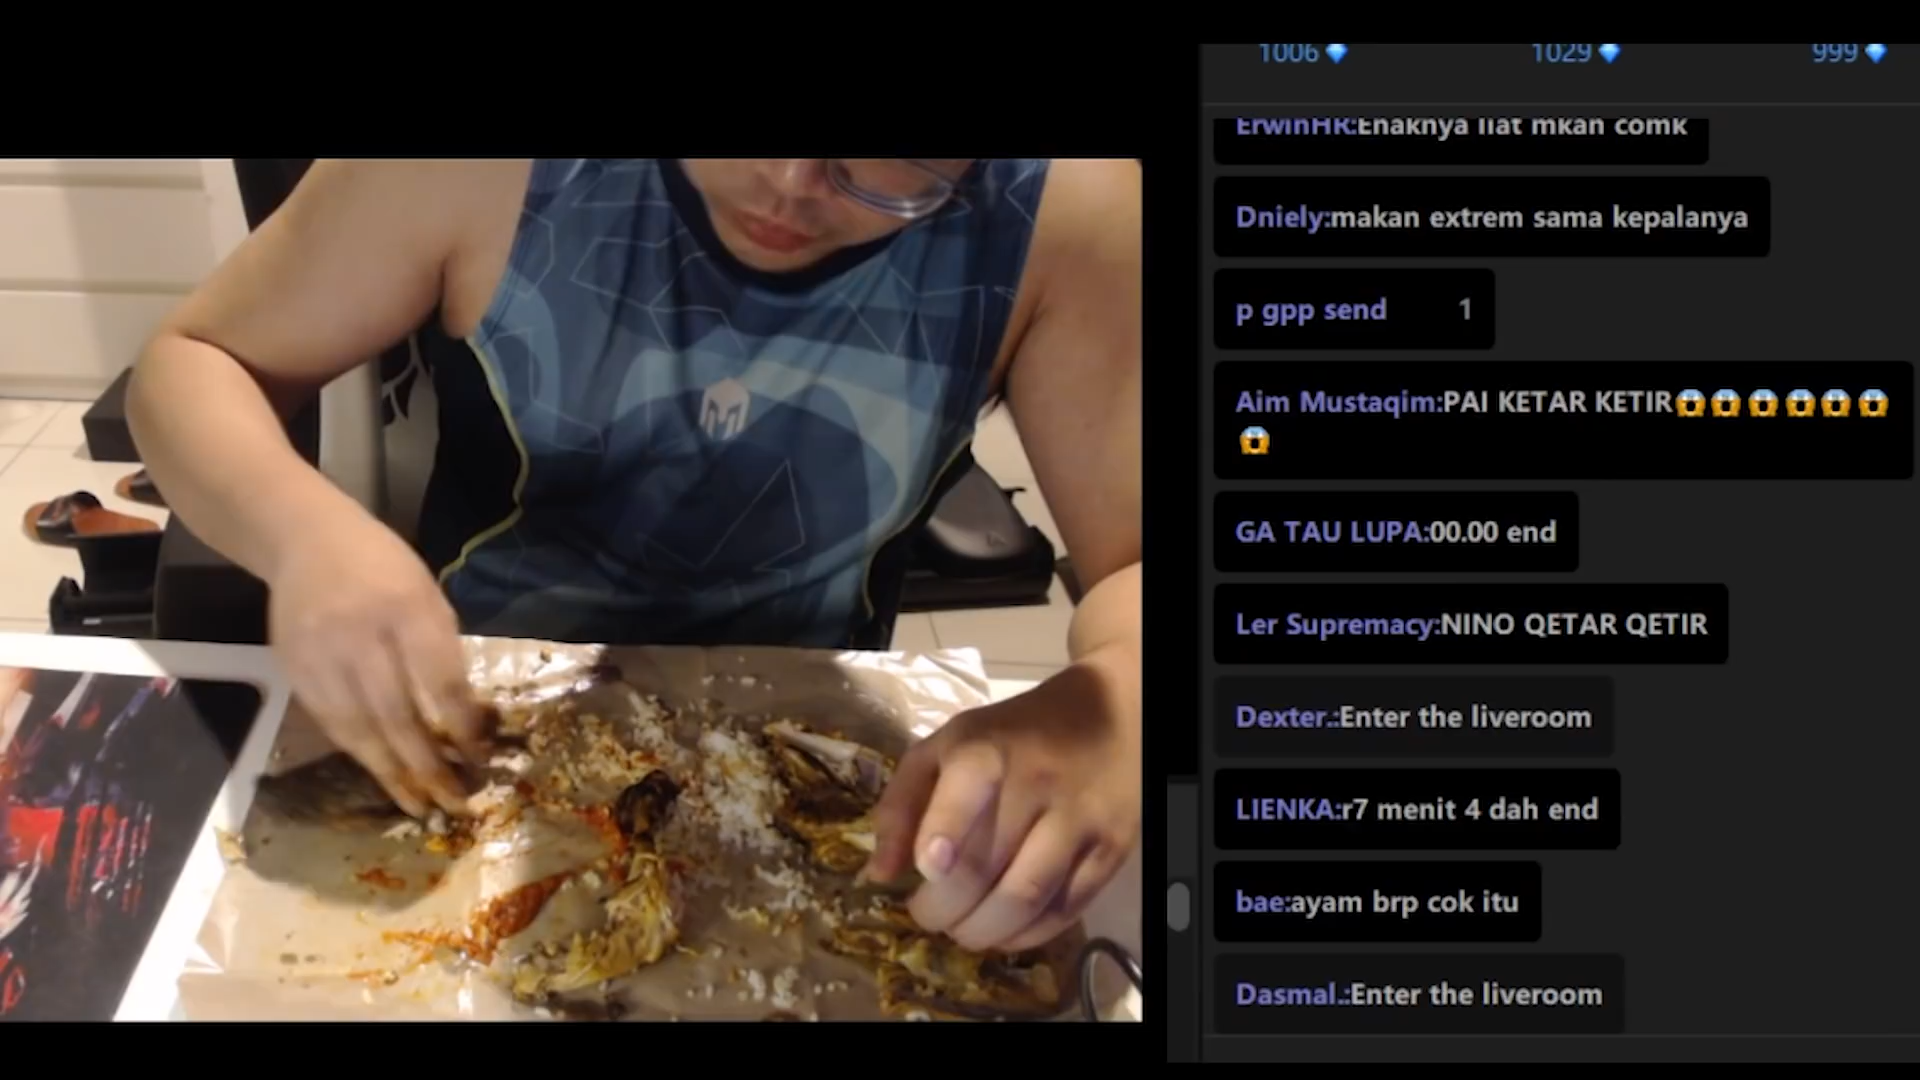 1006 1029 999
ErwinHR:Enaknya liat mkan comk
Dniely:makan extrem sama kepalanya
p gpp send 1
Aim Mustaqim:PAI KETAR KETIR😱😱😱😱😱😱
😱
GA TAU LUPA:00.00 end
Ler Supremacy:NINO QETAR QETIR
Dexter.:Enter the liveroom
LIENKA:r7 menit 4 dah end
bae:ayam brp cok itu
Dasmal.:Enter the liveroom